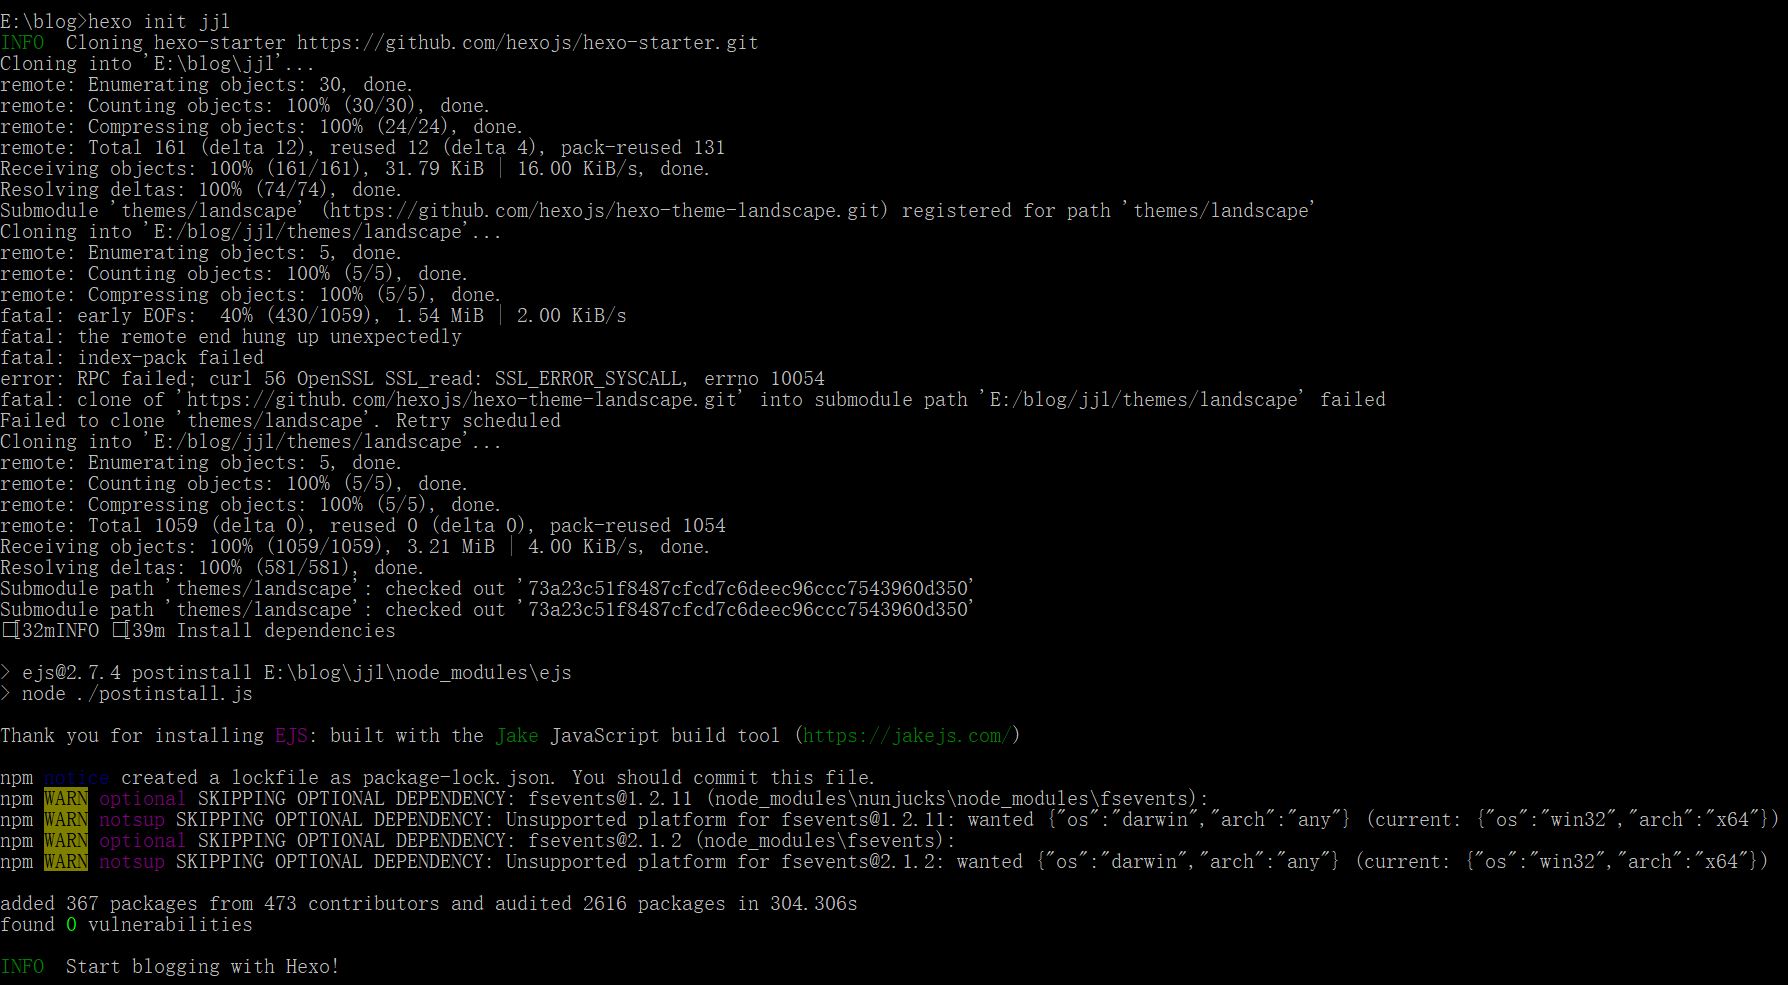 E:\blog>hexo init jjl
INFO  Cloning hexo-starter https://github.com/hexojs/hexo-starter.git
Cloning into 'E:\blog\jjl'...
remote: Enumerating objects: 30, done.
remote: Counting objects: 100% (30/30), done.
remote: Compressing objects: 100% (24/24), done.
remote: Total 161 (delta 12), reused 12 (delta 4), pack-reused 131
Receiving objects: 100% (161/161), 31.79 KiB | 16.00 KiB/s, done.
Resolving deltas: 100% (74/74), done.
Submodule 'themes/landscape' (https://github.com/hexojs/hexo-theme-landscape.git) registered for path 'themes/landscape'
Cloning into 'E:/blog/jjl/themes/landscape'...
remote: Enumerating objects: 5, done.
remote: Counting objects: 100% (5/5), done.
remote: Compressing objects: 100% (5/5), done.
fatal: early EOFs:  40% (430/1059), 1.54 MiB | 2.00 KiB/s
fatal: the remote end hung up unexpectedly
fatal: index-pack failed
error: RPC failed; curl 56 OpenSSL SSL_read: SSL_ERROR_SYSCALL, errno 10054
fatal: clone of 'https://github.com/hexojs/hexo-theme-landscape.git' into submodule path 'E:/blog/jjl/themes/landscape' failed
Failed to clone 'themes/landscape'. Retry scheduled
Cloning into 'E:/blog/jjl/themes/landscape'...
remote: Enumerating objects: 5, done.
remote: Counting objects: 100% (5/5), done.
remote: Compressing objects: 100% (5/5), done.
remote: Total 1059 (delta 0), reused 0 (delta 0), pack-reused 1054
Receiving objects: 100% (1059/1059), 3.21 MiB | 4.00 KiB/s, done.
Resolving deltas: 100% (581/581), done.
Submodule path 'themes/landscape': checked out '73a23c51f8487cfcd7c6deec96ccc7543960d350'
Submodule path 'themes/landscape': checked out '73a23c51f8487cfcd7c6deec96ccc7543960d350'
□[32mINFO □[39m Install dependencies
> ejs@2.7.4 postinstall E:\blog\jjl\node_modules\ejs
> node ./postinstall.js
Thank you for installing EJS: built with the Jake JavaScript build tool (https://jakejs.com/)
npm notice created a lockfile as package-lock.json. You should commit this file.
npm WARN optional SKIPPING OPTIONAL DEPENDENCY: fsevents@1.2.11 (node_modules\nunjucks\node_modules\fsevents):
npm WARN notsup SKIPPING OPTIONAL DEPENDENCY: Unsupported platform for fsevents@1.2.11: wanted {"os":"darwin","arch":"any"} (current: {"os":"win32","arch":"x64"})
npm WARN optional SKIPPING OPTIONAL DEPENDENCY: fsevents@2.1.2 (node_modules\fsevents):
npm WARN notsup SKIPPING OPTIONAL DEPENDENCY: Unsupported platform for fsevents@2.1.2: wanted {"os":"darwin","arch":"any"} (current: {"os":"win32","arch":"x64"})
added 367 packages from 473 contributors and audited 2616 packages in 304.306s
found 0 vulnerabilities
INFO  Start blogging with Hexo!